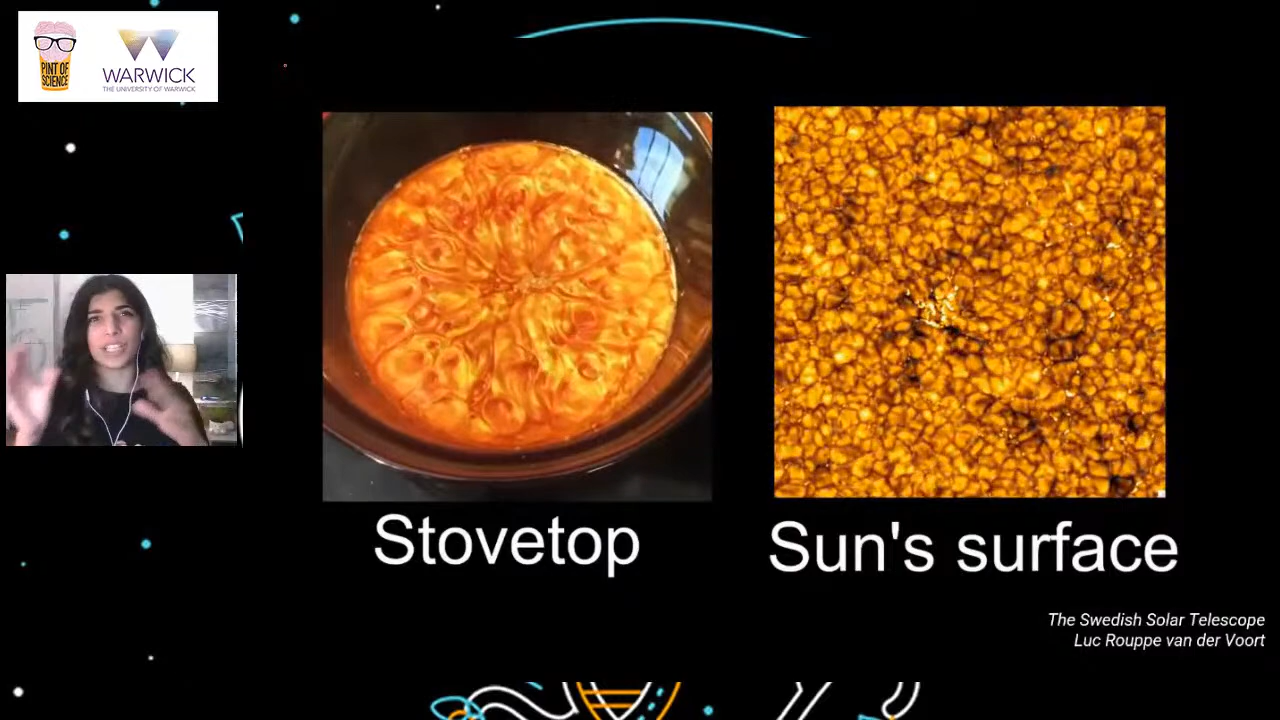 PINT OF
SCIENCE
WARWICK
THE UNIVERSITY OF WARWICK
Stovetop
Sun's surface
The Swedish Solar Telescope
Luc Rouppe van der Voort